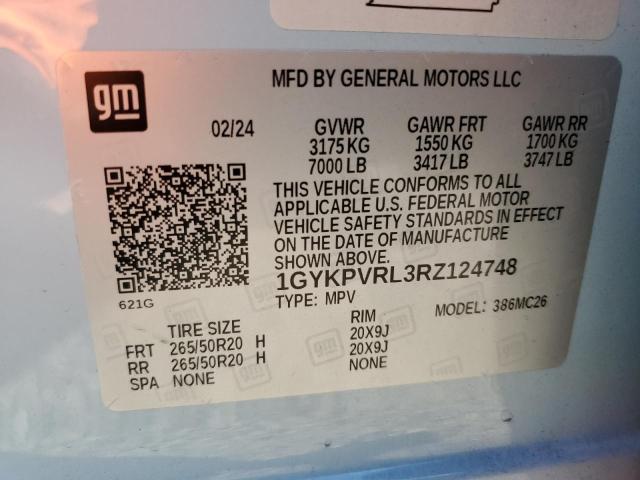 gm
MFD BY GENERAL MOTORS LLC
02/24 GVWR GAWR FRT GAWR RR
3175 KG 1550 KG 1700 KG
7000 LB 3417 LB 3747 LB
THIS VEHICLE CONFORMS TO ALL
APPLICABLE U.S. FEDERAL MOTOR
VEHICLE SAFETY STANDARDS IN EFFECT
ON THE DATE OF MANUFACTURE
SHOWN ABOVE.
1GYKPVRL3RZ124748
621G
TYPE: MPV MODEL: 386MC26
TIRE SIZE RIM
FRT 265/50R20 H 20X9J
RR 265/50R20 H 20X9J
SPA NONE NONE